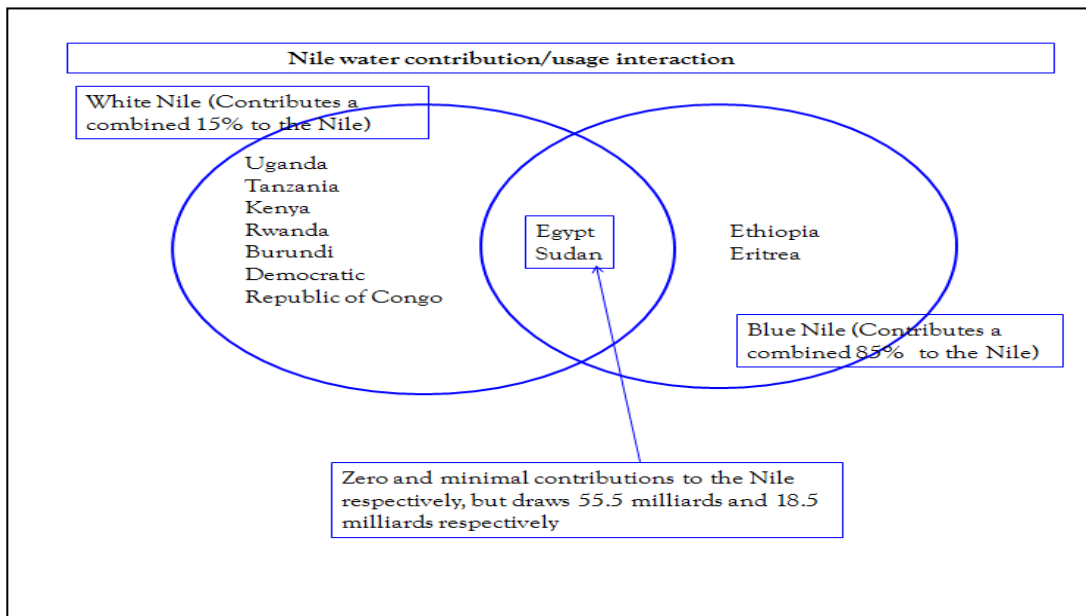 Nile water contribution/usage interaction
White Nile (Contributes a
combined 15% to the Nile)
Uganda
Tanzania
Kenya
Rwanda
Burundi
Democratic
Republic of Congo
Egypt
Sudan
Ethiopia
Eritrea
Blue Nile (Contributes a
combined 85% to the Nile)
Zero and minimal contributions to the Nile
respectively, but draws 55.5 milliards and 18.5
milliards respectively